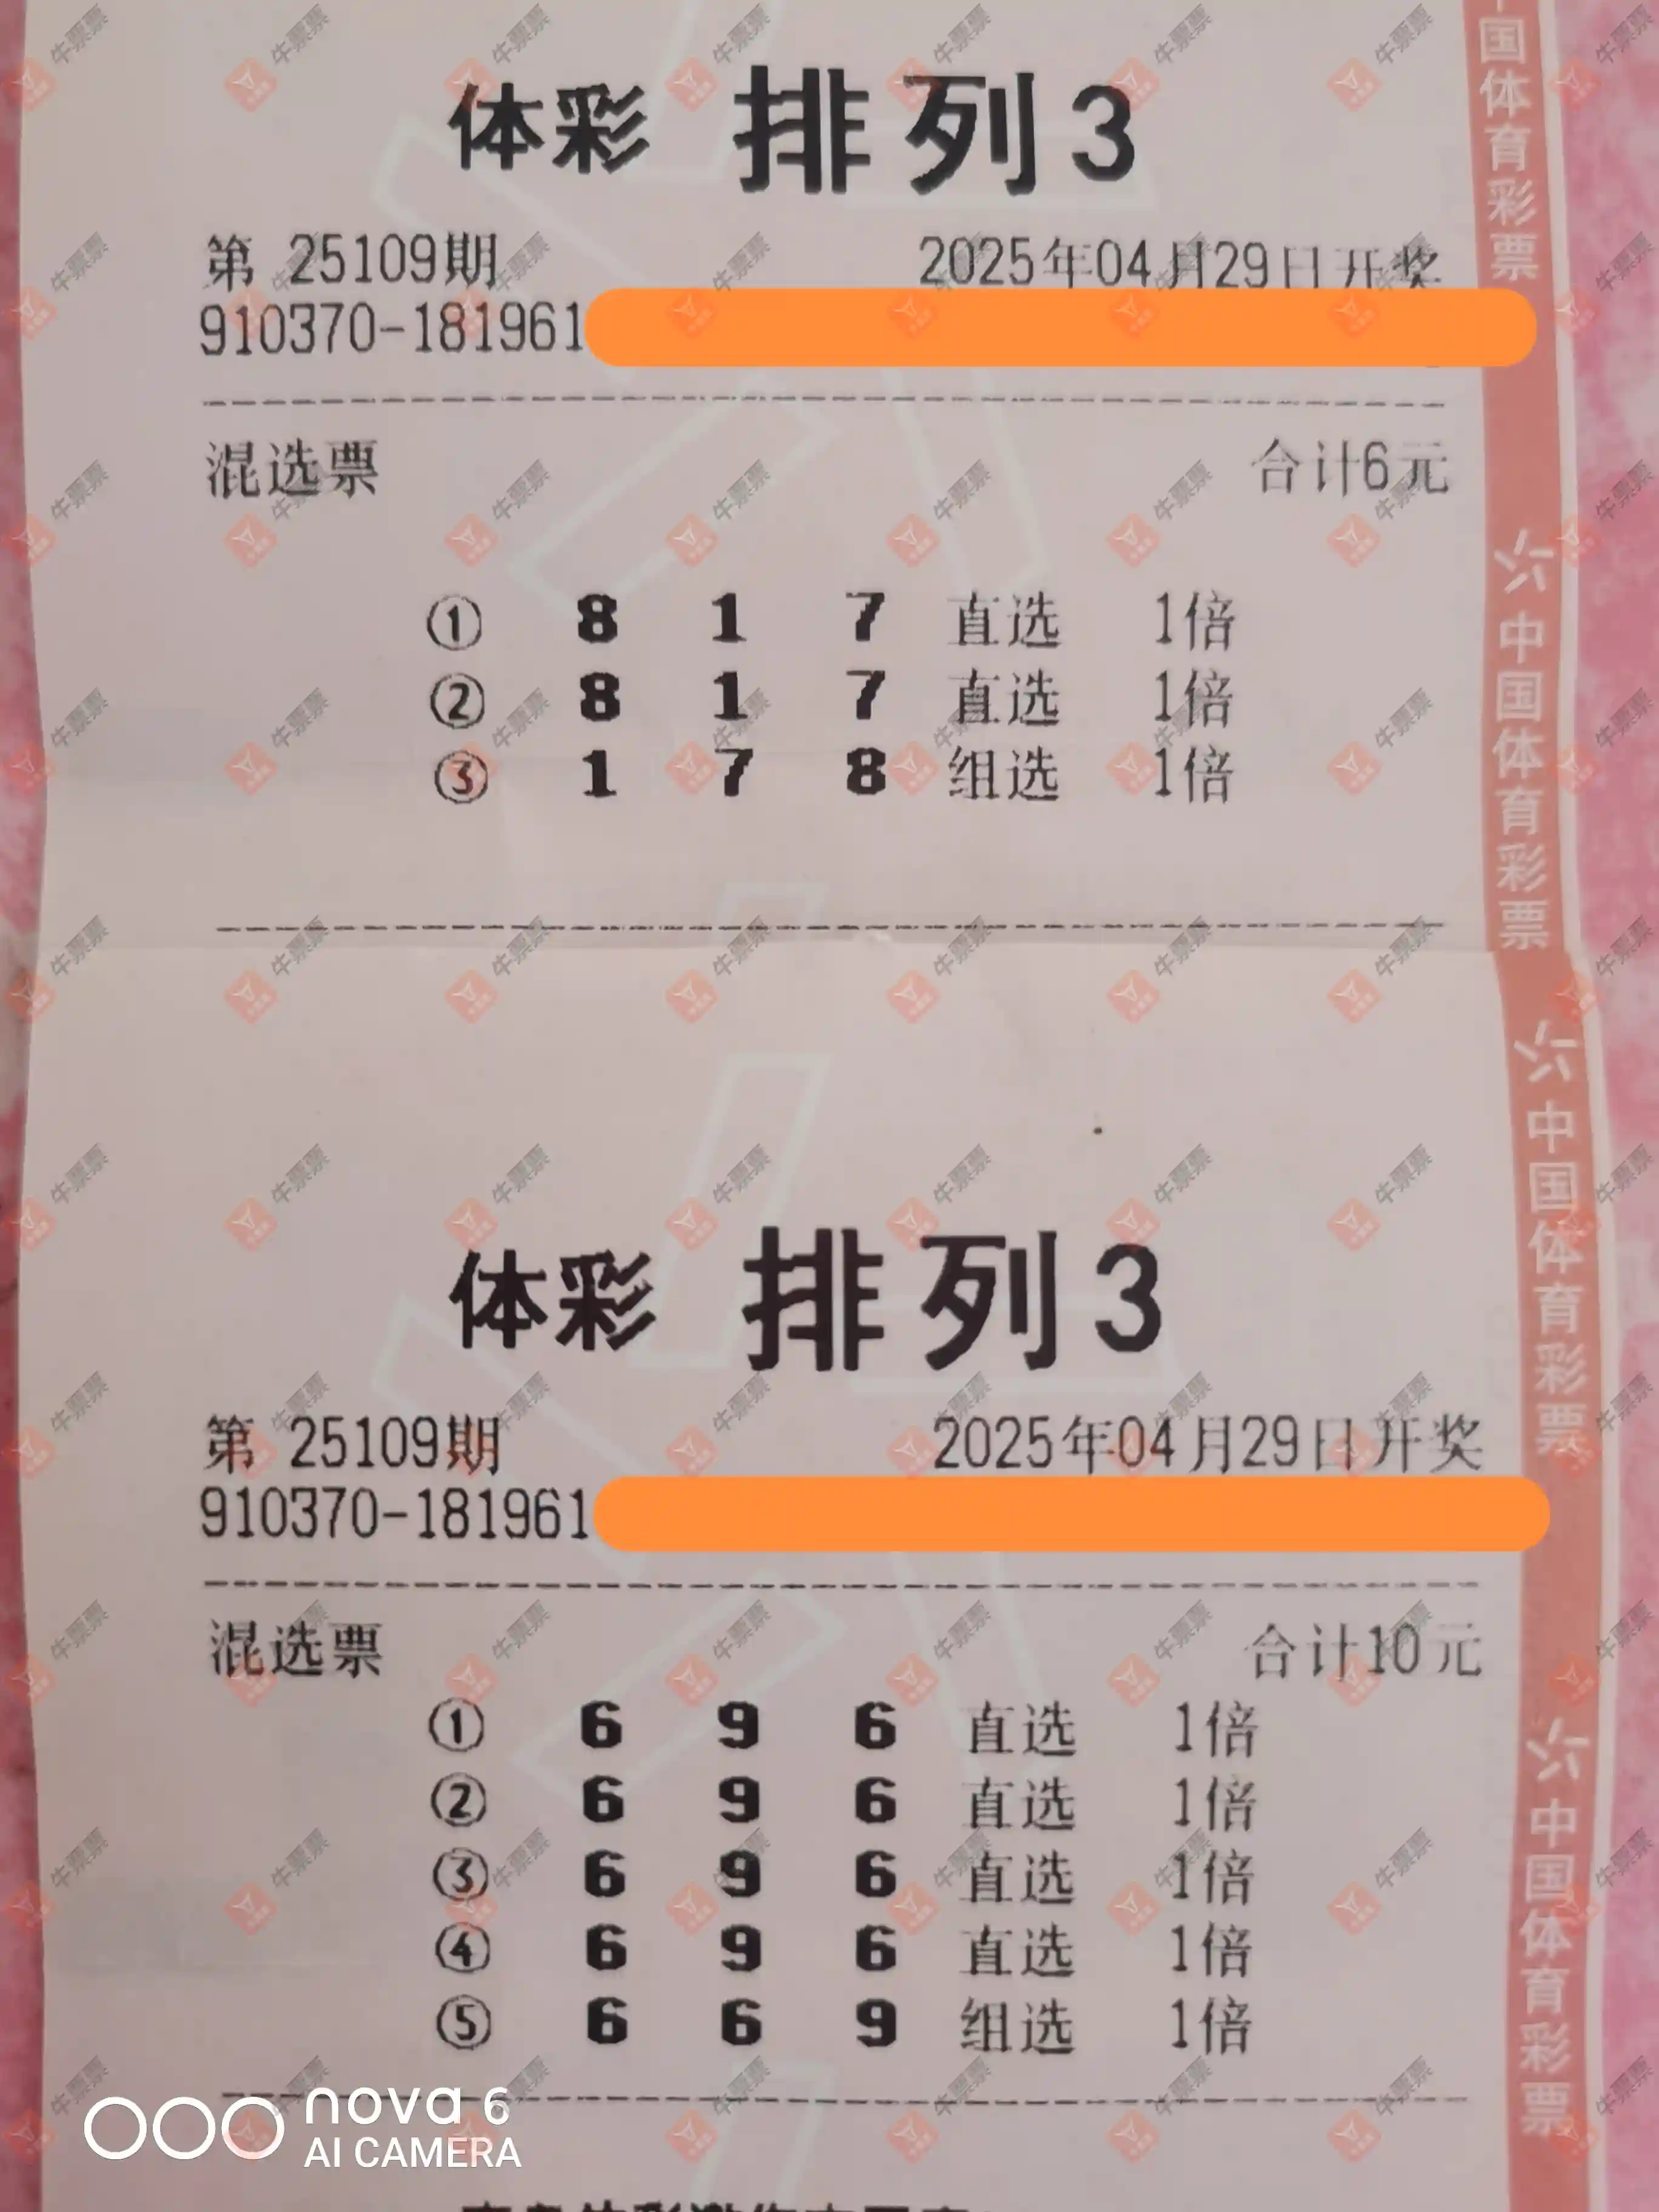 体彩 排列3
第 25109期 2025年04月29日开奖
910370-181961
混选票 合计6元
① 8 1 7 直选 1倍
② 8 1 7 直选 1倍
③ 1 7 8 组选 1倍
体彩 排列3
第 25109期 2025年04月29日开奖
910370-181961
混选票 合计10元
① 6 9 6 直选 1倍
② 6 9 6 直选 1倍
③ 6 9 6 直选 1倍
④ 6 9 6 直选 1倍
⑤ 6 6 9 组选 1倍
国体育彩票
中国体育彩票
中国体育彩票
中国体育彩票
nova 6
AI CAMERA
牛票票